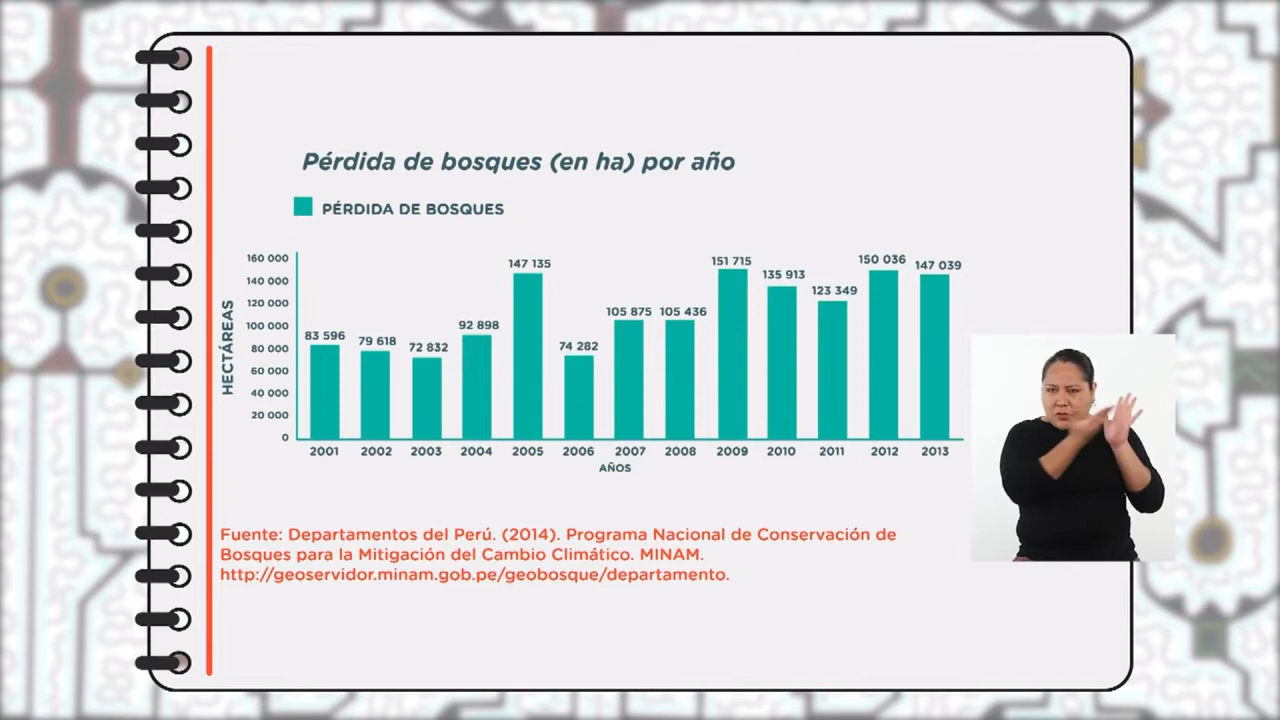 Pérdida de bosques (en ha) por año
PÉRDIDA DE BOSQUES
HECTÁREAS
160 000
140 000
120 000
100 000
80 000
60 000
40 000
20 000
0
83 596
79 618
72 832
92 898
147 135
74 282
105 875
105 436
151 715
135 913
123 349
150 036
147 039
2001 2002 2003 2004 2005 2006 2007 2008 2009 2010 2011 2012 2013
AÑOS
Fuente: Departamentos del Perú. (2014). Programa Nacional de Conservación de
Bosques para la Mitigación del Cambio Climático. MINAM.
http://geoservidor.minam.gob.pe/geobosque/departamento.